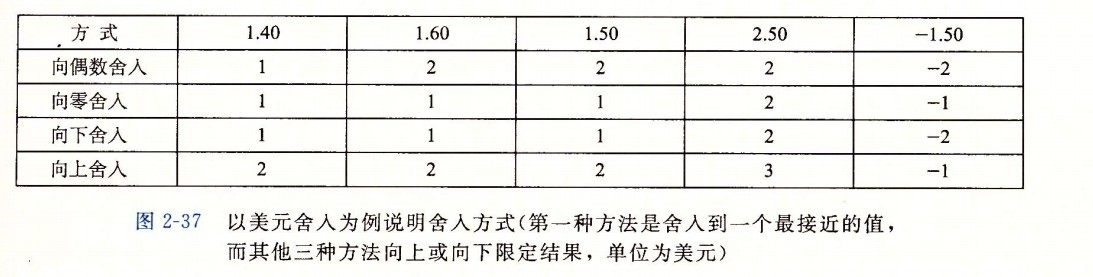 方 式 1.40 1.60 1.50 2.50 −1.50
向偶数舍入 1 2 2 2 −2
向零舍入 1 1 1 2 −1
向下舍入 1 1 1 2 −2
向上舍入 2 2 2 3 −1
图 2-37 以美元舍入为例说明舍入方式(第一种方法是舍入到一个最接近的值,
而其他三种方法向上或向下限定结果,单位为美元)